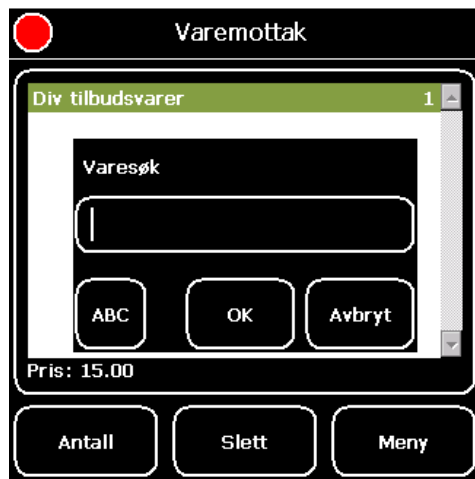 Varemottak
Div tilbudsvarer 1
Varesøk
ABC OK Avbryt
Pris: 15.00
Antall Slett Meny